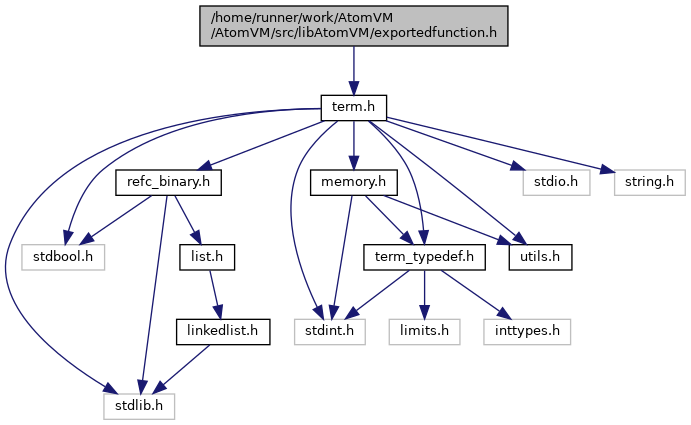 /home/runner/work/AtomVM
/AtomVM/src/libAtomVM/exportedfunction.h
term.h
refc_binary.h
memory.h
stdio.h
string.h
stdbool.h
list.h
term_typedef.h
utils.h
linkedlist.h
stdint.h
limits.h
inttypes.h
stdlib.h